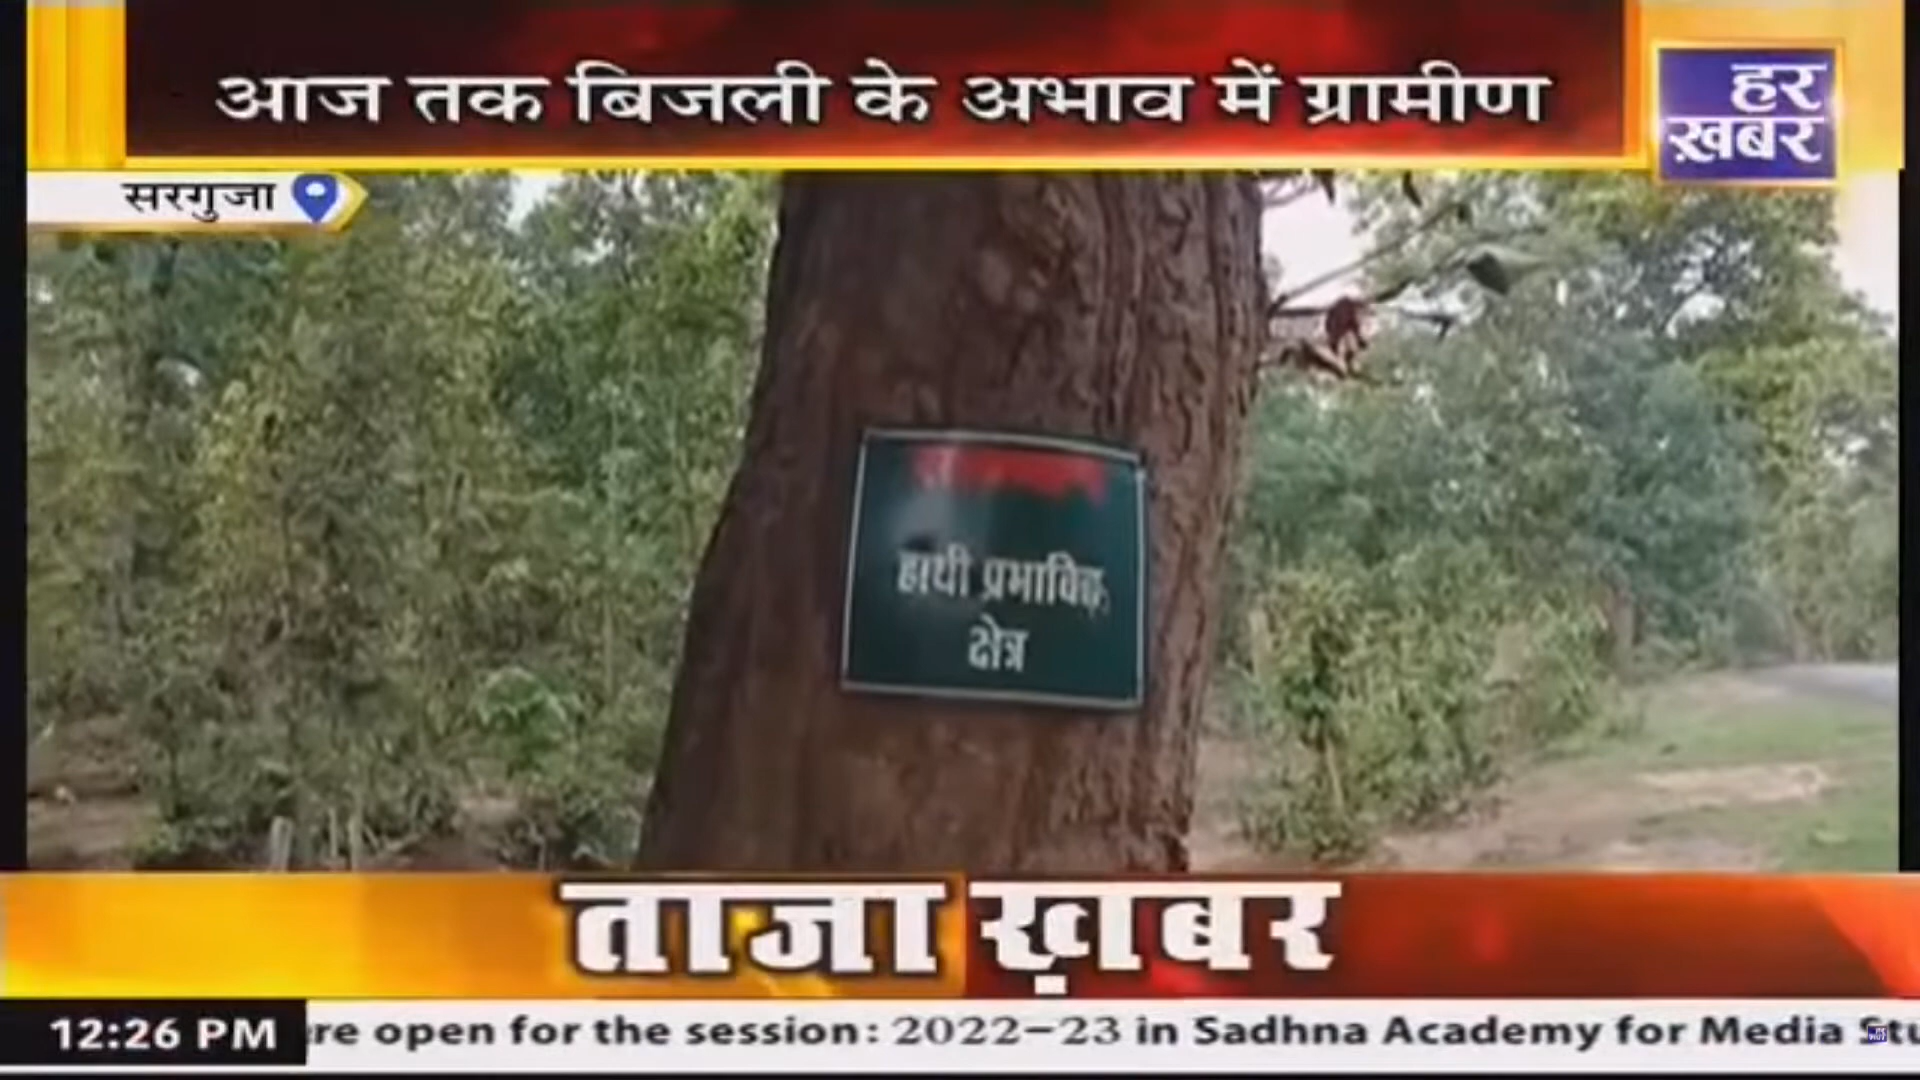 आज तक बिजली के अभाव में ग्रामीण
हर
ख़बर
सरगुजा
हाथी प्रभावित
क्षेत्र
ताजा ख़बर
12:26 PM
re open for the session: 2022-23 in Sadhna Academy for Media Stu